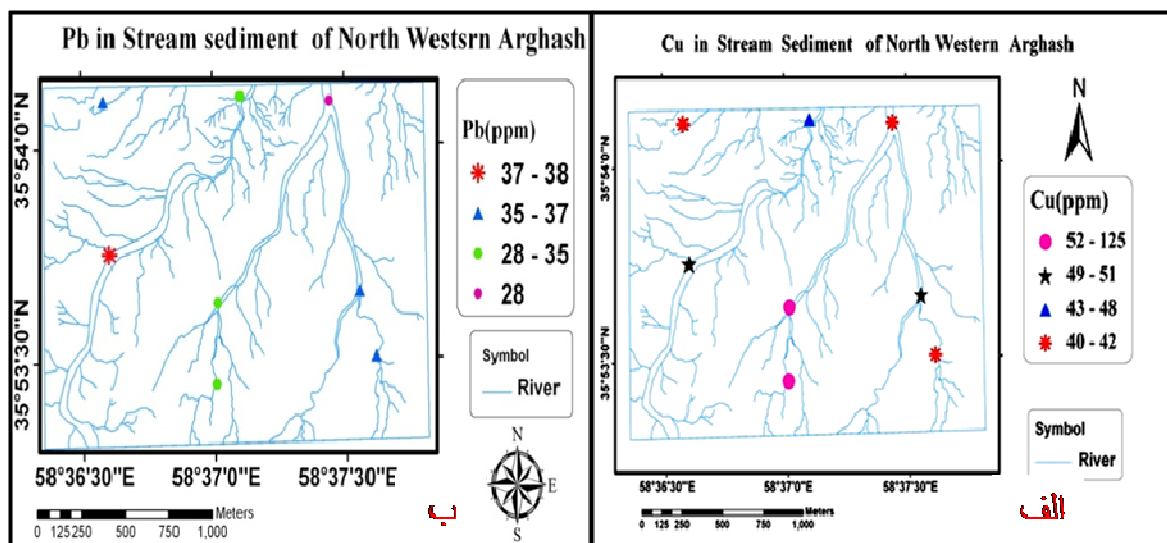 Pb in Stream sediment of North Westsrn Arghash
35°54'0"N
35°53'30"N
58°36'30"E
58°37'0"E
58°37'30"E
Pb(ppm)
37 - 38
35 - 37
28 - 35
28
Symbol
River
N
E
S
0 125 250 500 750 1,000
Meters
ب
Cu in Stream Sediment of North Western Arghash
35°54'0"N
35°53'30"N
58°36'30"E
58°37'0"E
58°37'30"E
N
Cu(ppm)
52 - 125
49 - 51
43 - 48
40 - 42
Symbol
River
0 125 250 500 750 1,000
Meters
الف